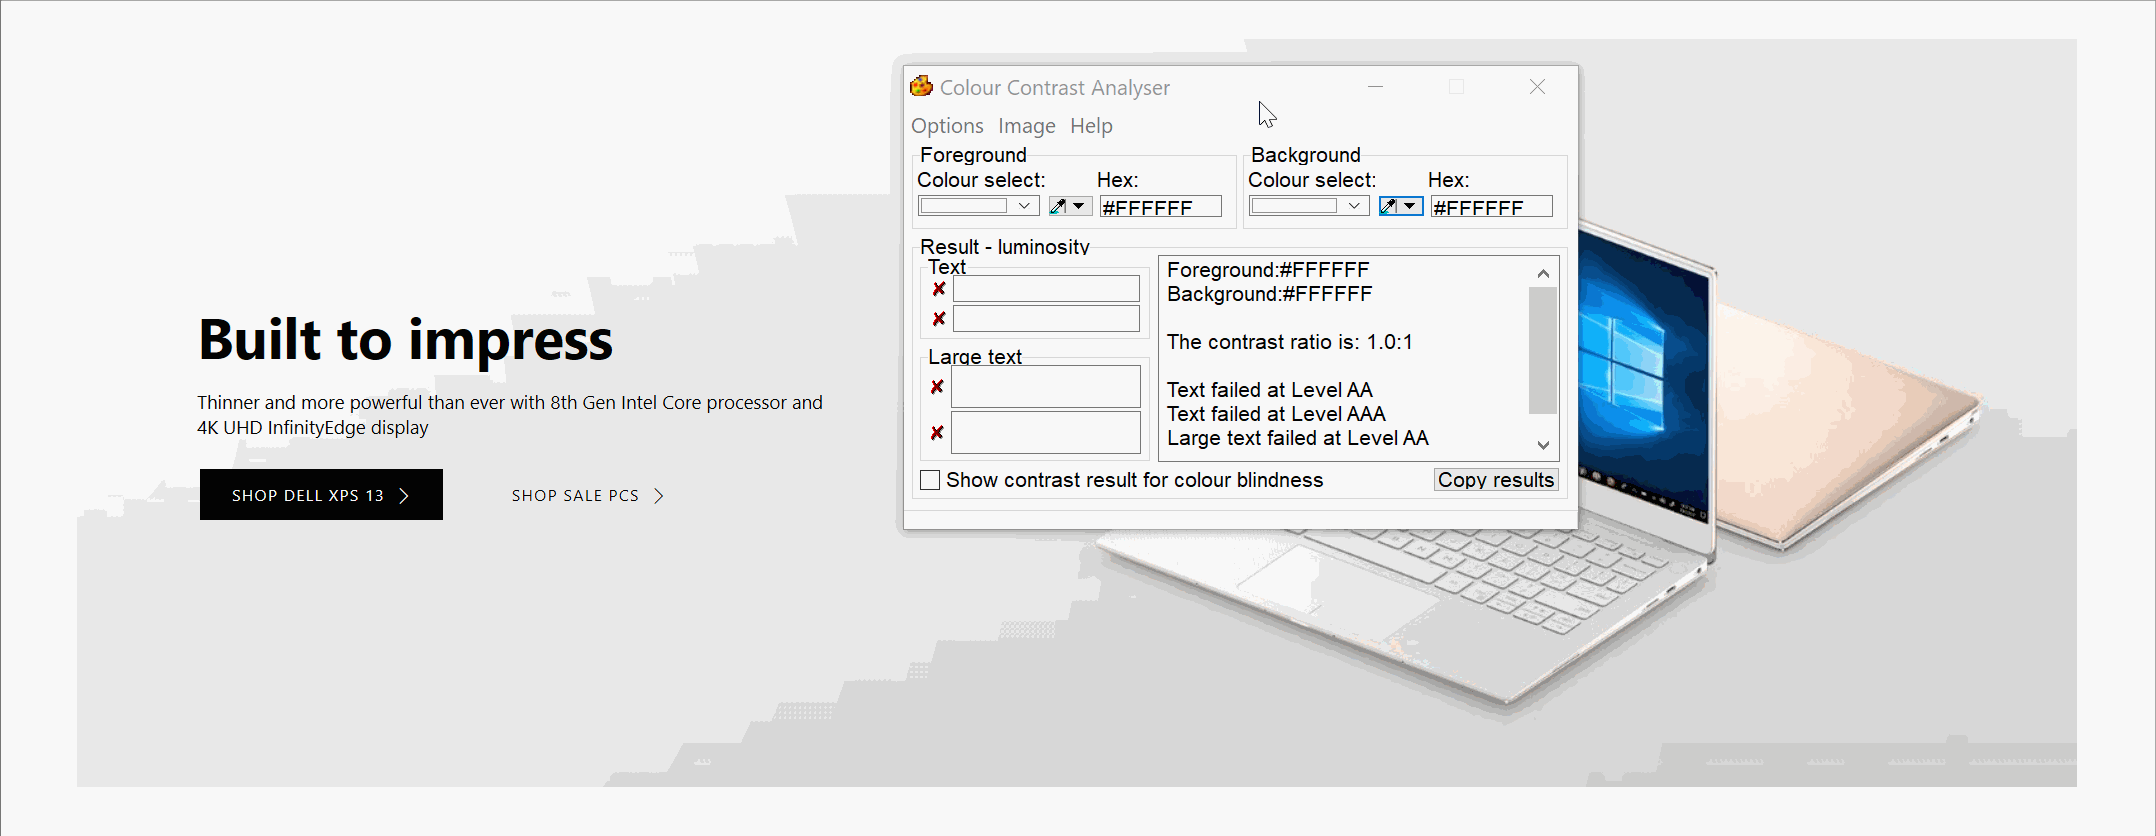 Built to impress
Thinner and more powerful than ever with 8th Gen Intel Core processor and
4K UHD InfinityEdge display
SHOP DELL XPS 13
SHOP SALE PCS
Colour Contrast Analyser
Options Image Help
Foreground
Colour select: Hex:
#FFFFFF
Background
Colour select: Hex:
#FFFFFF
Result - luminosity
Text
Large text
Foreground:#FFFFFF
Background:#FFFFFF
The contrast ratio is: 1.0:1
Text failed at Level AA
Text failed at Level AAA
Large text failed at Level AA
Show contrast result for colour blindness
Copy results